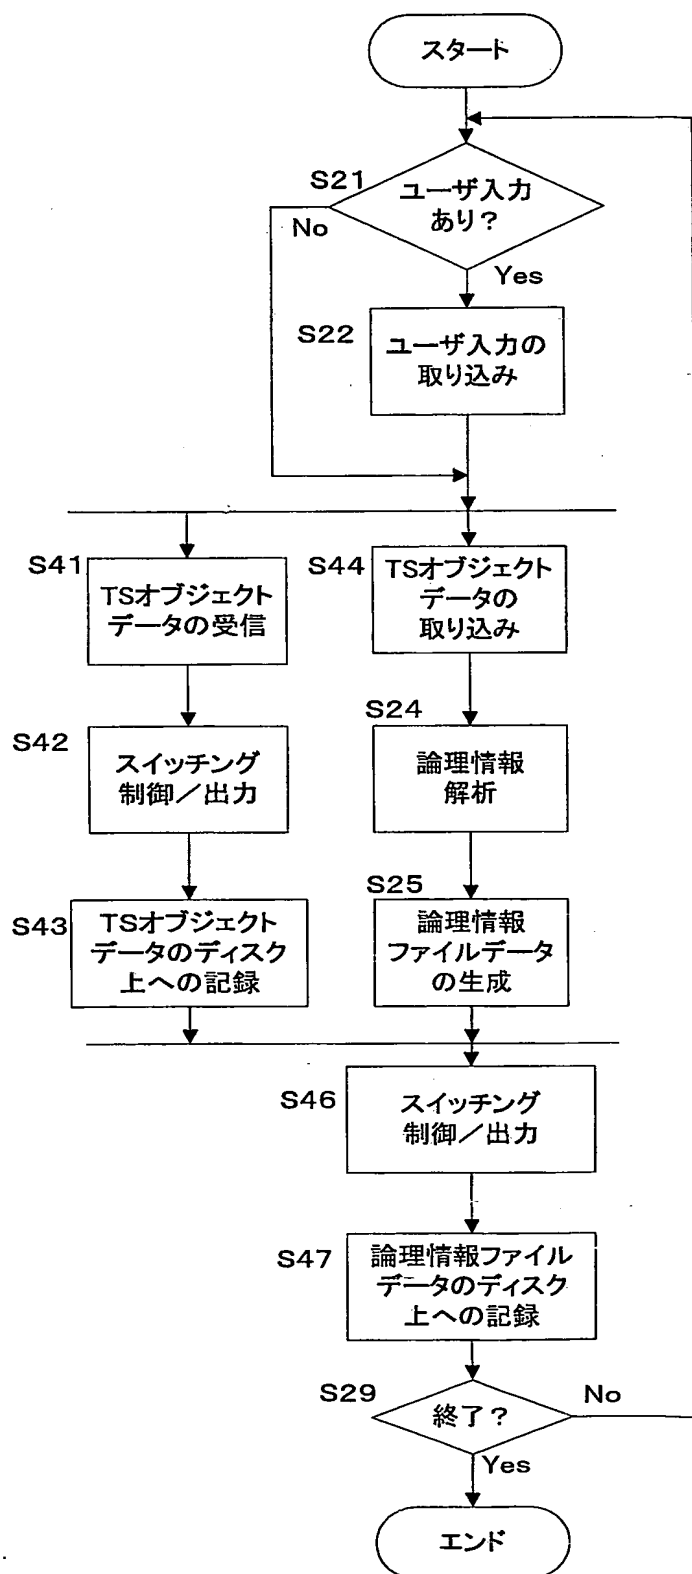 スタート
S21
ユーザ入力
あり？
No
Yes
S22
ユーザ入力の
取り込み
S41
TSオブジェクト
データの受信
S44
TSオブジェクト
データの
取り込み
S42
スイッチング
制御／出力
S24
論理情報
解析
S43
TSオブジェクト
データのディスク
上への記録
S25
論理情報
ファイルデータ
の生成
S46
スイッチング
制御／出力
S47
論理情報ファイル
データのディスク
上への記録
S29
終了？
No
Yes
エンド